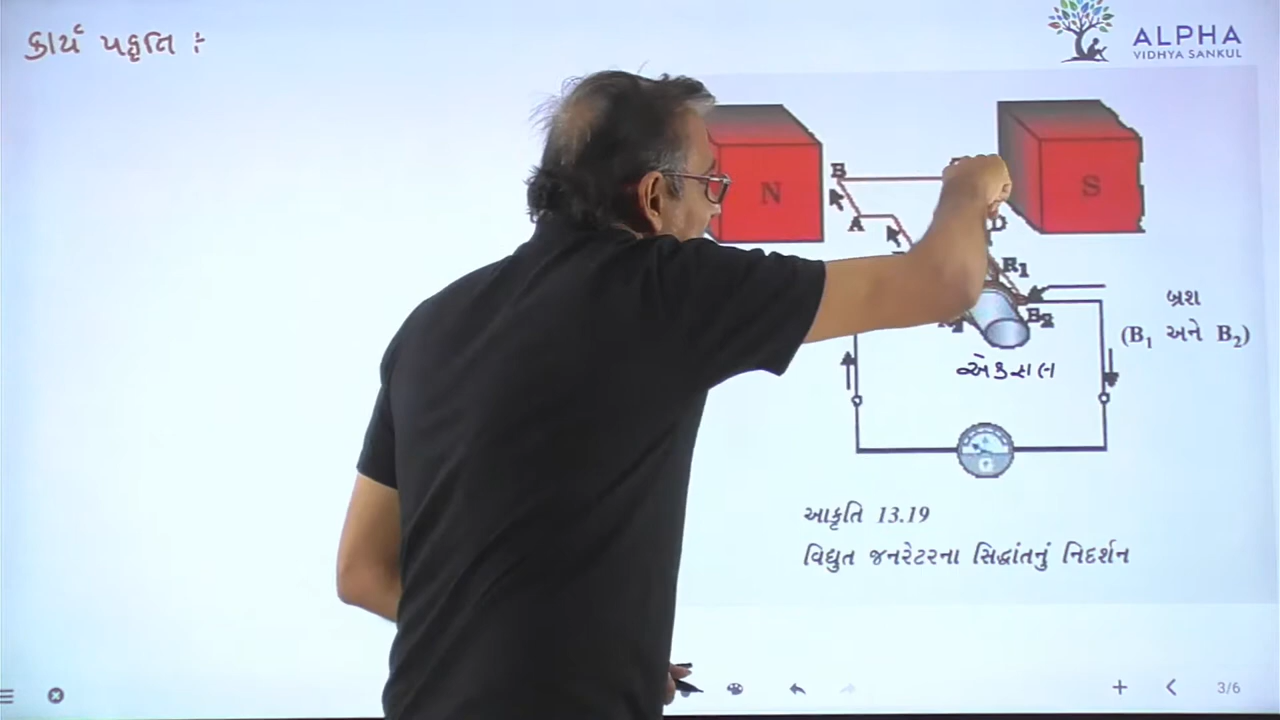 કાર્ય પદ્ધતિ :
ALPHA
VIDHYA SANKUL
N
S
B
A
D
R1
B2
બ્રશ
(B1 અને B2)
એક્સલ
G
આકૃતિ 13.19
વિદ્યુત જનરેટરના સિદ્ધાંતનું નિદર્શન
3/6